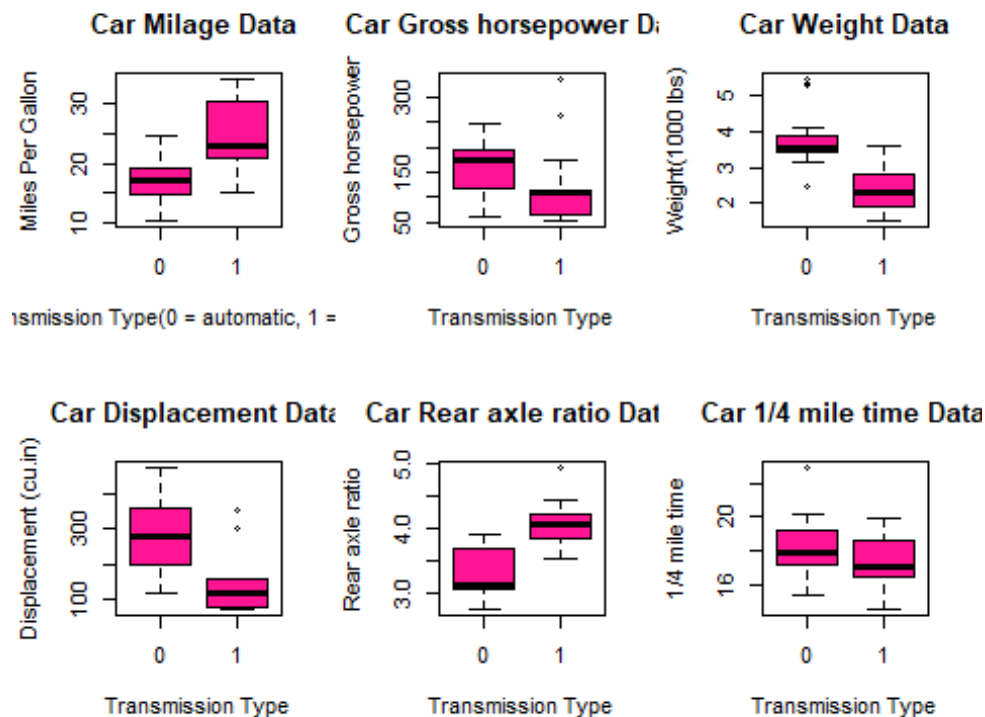 Car Milage Data
Miles Per Gallon
10 20 30
0 1
nsmission Type(0 = automatic, 1 =
Car Gross horsepower Da
Gross horsepower
50 150 300
0 1
Transmission Type
Car Weight Data
Weight(1000 lbs)
2 3 4 5
0 1
Transmission Type
Car Displacement Data
Displacement (cu.in)
100 300
0 1
Transmission Type
Car Rear axle ratio Dat
Rear axle ratio
3.0 4.0 5.0
0 1
Transmission Type
Car 1/4 mile time Data
1/4 mile time
16 20
0 1
Transmission Type